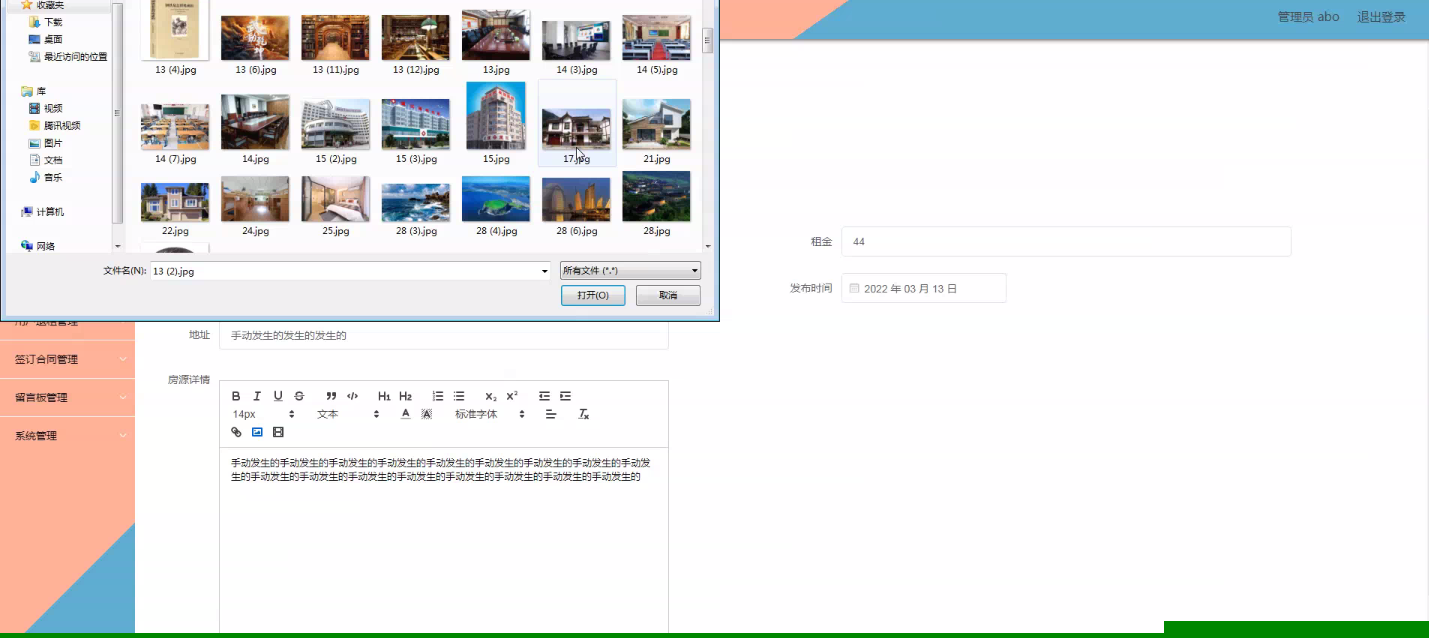 收藏夹
下载
桌面
最近访问的位置
库
视频
腾讯视频
图片
文档
音乐
计算机
网络
13 (4).jpg
13 (6).jpg
13 (11).jpg
13 (12).jpg
13.jpg
14 (3).jpg
14 (5).jpg
14 (7).jpg
14.jpg
15 (2).jpg
15 (3).jpg
15.jpg
17.jpg
21.jpg
22.jpg
24.jpg
25.jpg
28 (3).jpg
28 (4).jpg
28 (6).jpg
28.jpg
文件名(N):
13 (2).jpg
所有文件 (*.*)
打开(O)
取消
管理员 abo
退出登录
租金
44
发布时间
2022 年 03 月 13 日
用户退租管理
签订合同管理
留言板管理
系统管理
地址
手动发生的发生的发生的
房源详情
B I U S ” </> H1 H2 X2 X2
14px
文本
A
A
标准字体
Tx
手动发生的手动发生的手动发生的手动发生的手动发生的手动发生的手动发生的手动发生的手动发
生的手动发生的手动发生的手动发生的手动发生的手动发生的手动发生的手动发生的手动发生的